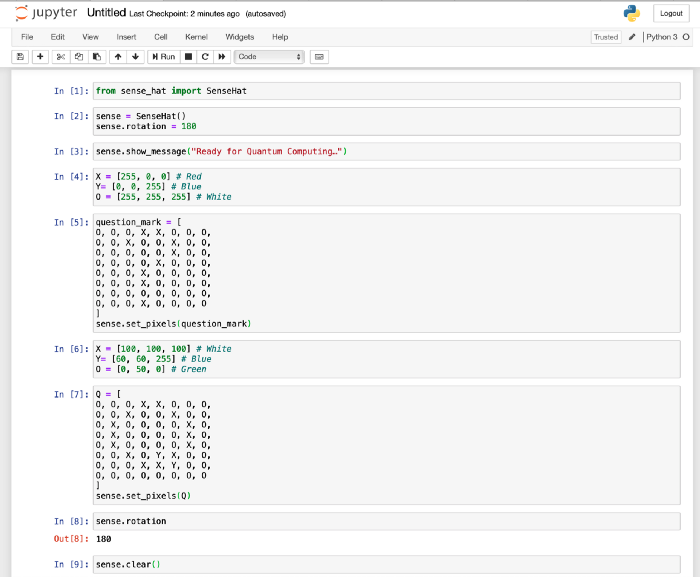 jupyter Untitled Last Checkpoint: 2 minutes ago (autosaved)
Logout
File Edit View Insert Cell Kernel Widgets Help
Trusted Python 3
Run Code
In [1]: from sense_hat import SenseHat
In [2]: sense = SenseHat()
sense.rotation = 180
In [3]: sense.show_message("Ready for Quantum Computing…")
In [4]: X = [255, 0, 0] # Red
Y= [0, 0, 255] # Blue
O = [255, 255, 255] # White
In [5]: question_mark = [
O, O, O, X, X, O, O, O,
O, O, X, O, O, X, O, O,
O, O, O, O, O, X, O, O,
O, O, O, O, X, O, O, O,
O, O, O, X, O, O, O, O,
O, O, O, X, O, O, O, O,
O, O, O, O, O, O, O, O,
O, O, O, X, O, O, O, O
]
sense.set_pixels(question_mark)
In [6]: X = [100, 100, 100] # White
Y= [60, 60, 255] # Blue
O = [0, 50, 0] # Green
In [7]: Q = [
O, O, O, X, X, O, O, O,
O, O, X, O, O, X, O, O,
O, X, O, O, O, O, X, O,
O, X, O, O, O, O, X, O,
O, X, O, O, O, O, X, O,
O, O, X, O, Y, X, O, O,
O, O, O, X, X, Y, O, O,
O, O, O, O, O, O, O, O
]
sense.set_pixels(Q)
In [8]: sense.rotation
Out[8]: 180
In [9]: sense.clear()